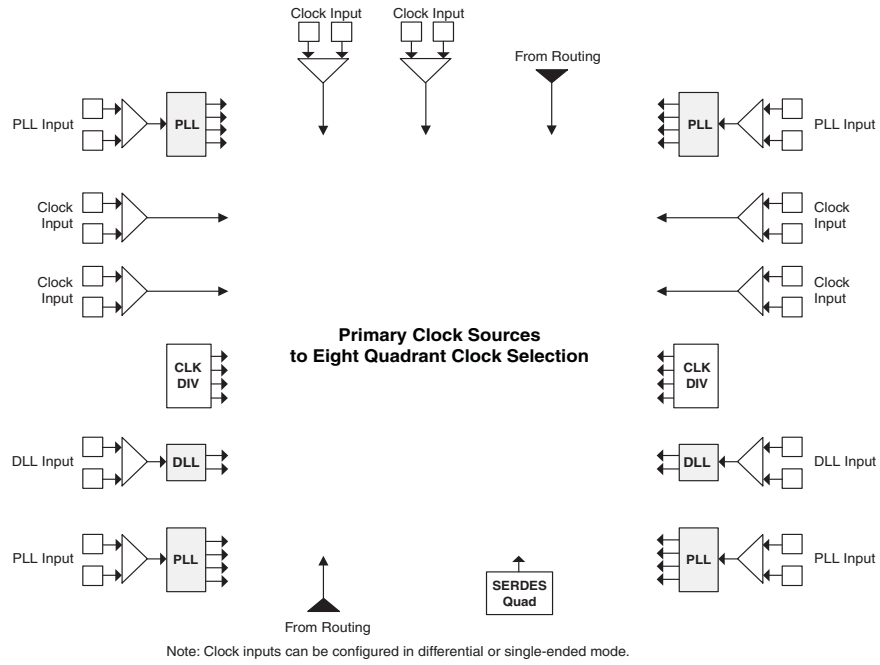 Clock Input Clock Input
From Routing
PLL Input PLL PLL PLL Input
Clock
Input
Clock
Input
Clock
Input
Clock
Input
Primary Clock Sources
to Eight Quadrant Clock Selection
CLK
DIV
CLK
DIV
DLL Input DLL DLL DLL Input
PLL Input PLL PLL PLL Input
SERDES
Quad
From Routing
Note: Clock inputs can be configured in differential or single-ended mode.